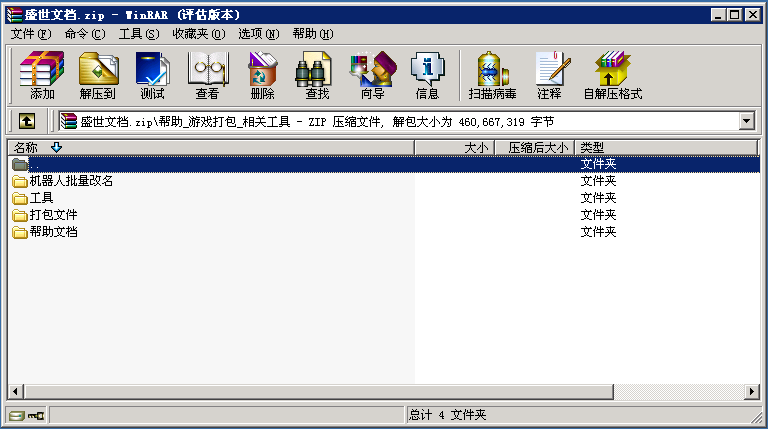 盛世文档.zip - WinRAR (评估版本)
文件(F) 命令(C) 工具(S) 收藏夹(O) 选项(N) 帮助(H)
添加 解压到 测试 查看 删除 查找 向导 信息 扫描病毒 注释 自解压格式
盛世文档.zip\帮助_游戏打包_相关工具 - ZIP 压缩文件, 解包大小为 460,667,319 字节
名称 大小 压缩后大小 类型
.. 文件夹
机器人批量改名 文件夹
工具 文件夹
打包文件 文件夹
帮助文档 文件夹
总计 4 文件夹